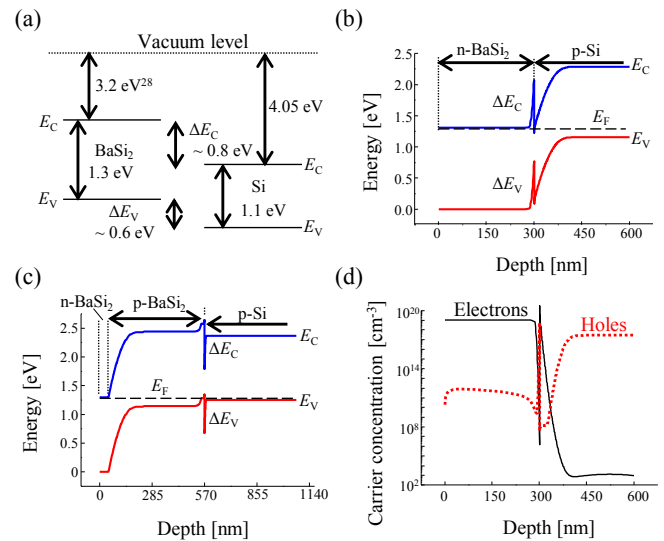 (a)
Vacuum level
3.2 eV28
4.05 eV
EC
ΔEC
~ 0.8 eV
BaSi2
1.3 eV
EC
Si
1.1 eV
EV
ΔEV
~ 0.6 eV
EV
(b)
n-BaSi2
p-Si
2.5
2.0
1.5
1.0
0.5
0.0
Energy [eV]
EC
ΔEC
EF
EV
ΔEV
0
150
300
450
600
Depth [nm]
(c)
n-BaSi2
p-BaSi2
p-Si
2.5
2.0
1.5
1.0
0.5
0
Energy [eV]
EC
ΔEC
EF
EV
ΔEV
0
285
570
855
1140
Depth [nm]
(d)
Carrier concentration [cm-3]
1020
1014
108
102
Electrons
Holes
0
150
300
450
600
Depth [nm]